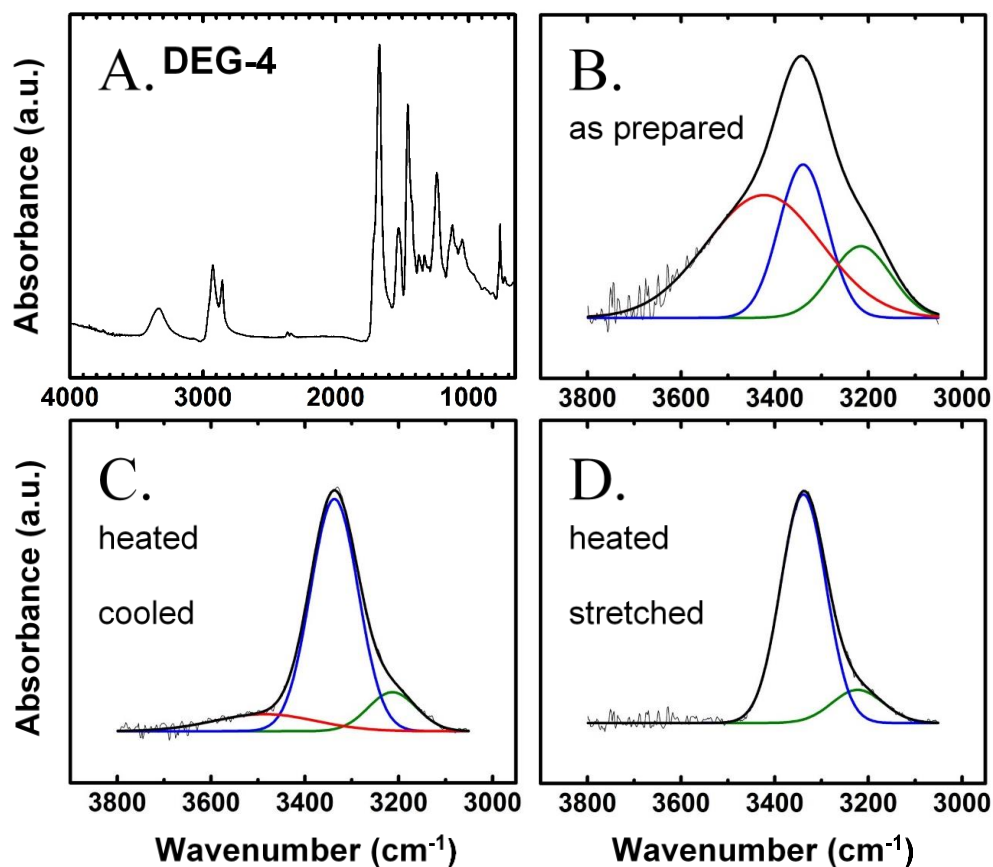 A. DEG-4
Absorbance (a.u.)
4000 3000 2000 1000
B.
as prepared
3800 3600 3400 3200 3000
C.
heated
cooled
Absorbance (a.u.)
3800 3600 3400 3200 3000
Wavenumber (cm-1)
D.
heated
stretched
3800 3600 3400 3200 3000
Wavenumber (cm-1)